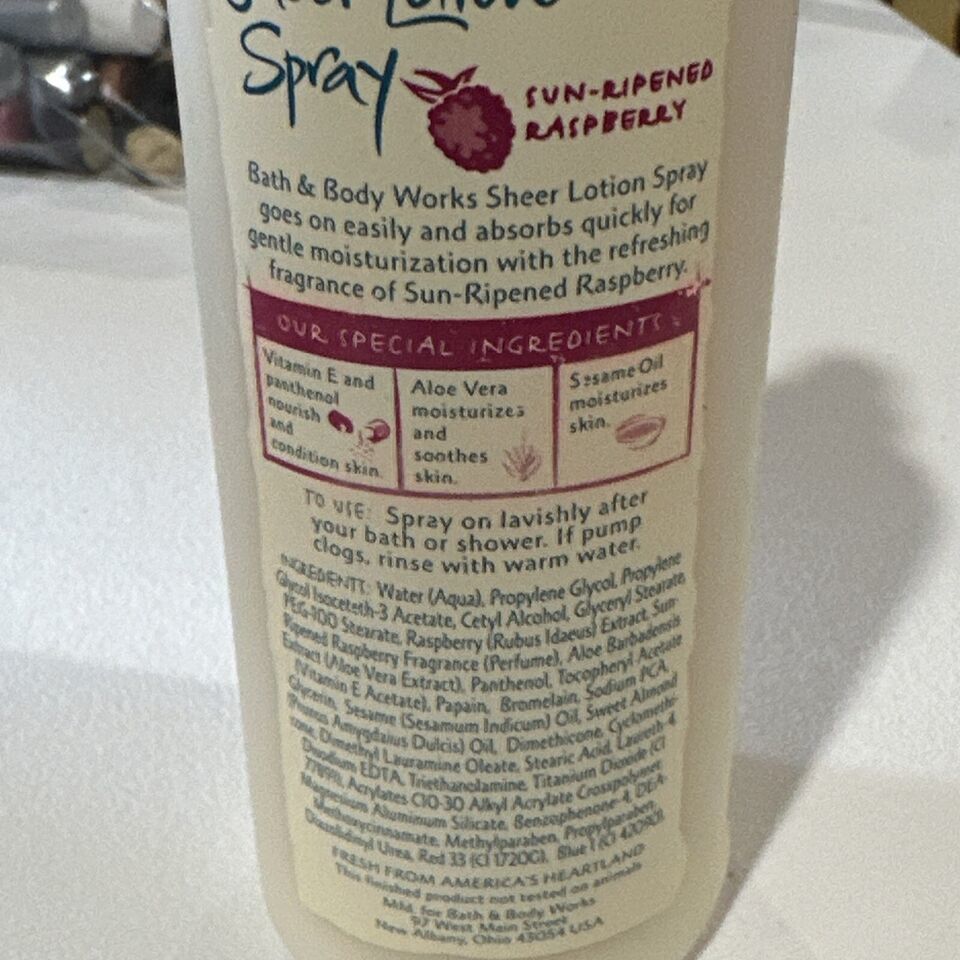 Sheer Lotion
Spray
SUN-RIPENED
RASPBERRY
Bath & Body Works Sheer Lotion Spray
goes on easily and absorbs quickly for
gentle moisturization with the refreshing
fragrance of Sun-Ripened Raspberry.
OUR SPECIAL INGREDIENTS
Vitamin E and
panthenol
nourish
and
condition skin.
Aloe Vera
moisturizes
and
soothes
skin.
Sesame Oil
moisturizes
skin.
TO USE: Spray on lavishly after
your bath or shower. If pump
clogs, rinse with warm water.
INGREDIENTS: Water (Aqua), Propylene Glycol, Propylene
Glycol Isoceteth-3 Acetate, Cetyl Alcohol, Glyceryl Stearate,
PEG-100 Stearate, Raspberry (Rubus Idaeus) Extract, Sun-
Ripened Raspberry Fragrance (Perfume), Aloe Barbadensis
Extract (Aloe Vera Extract), Panthenol, Tocopheryl Acetate
(Vitamin E Acetate), Papain, Bromelain, Sodium PCA,
Glycerin, Sesame (Sesamum Indicum) Oil, Sweet Almond
(Prunus Amygdalus Dulcis) Oil, Dimethicone, Cyclomethi-
cone, Dimethyl Lauramine Oleate, Stearic Acid, Laureth-4,
Disodium EDTA, Triethanolamine, Titanium Dioxide (CI
77891), Acrylates C10-30 Alkyl Acrylate Crosspolymer
Magnesium Aluminum Silicate, Benzophenone-4, DEA-
Methoxycinnamate, Methylparaben, Propylparaben,
Diazolidinyl Urea, Red 33 (CI 17200), Blue 1 (CI 42090).
FRESH FROM AMERICA'S HEARTLAND
This finished product not tested on animals
Mfd. for Bath & Body Works
97 West Main Street
New Albany, Ohio 43054 USA